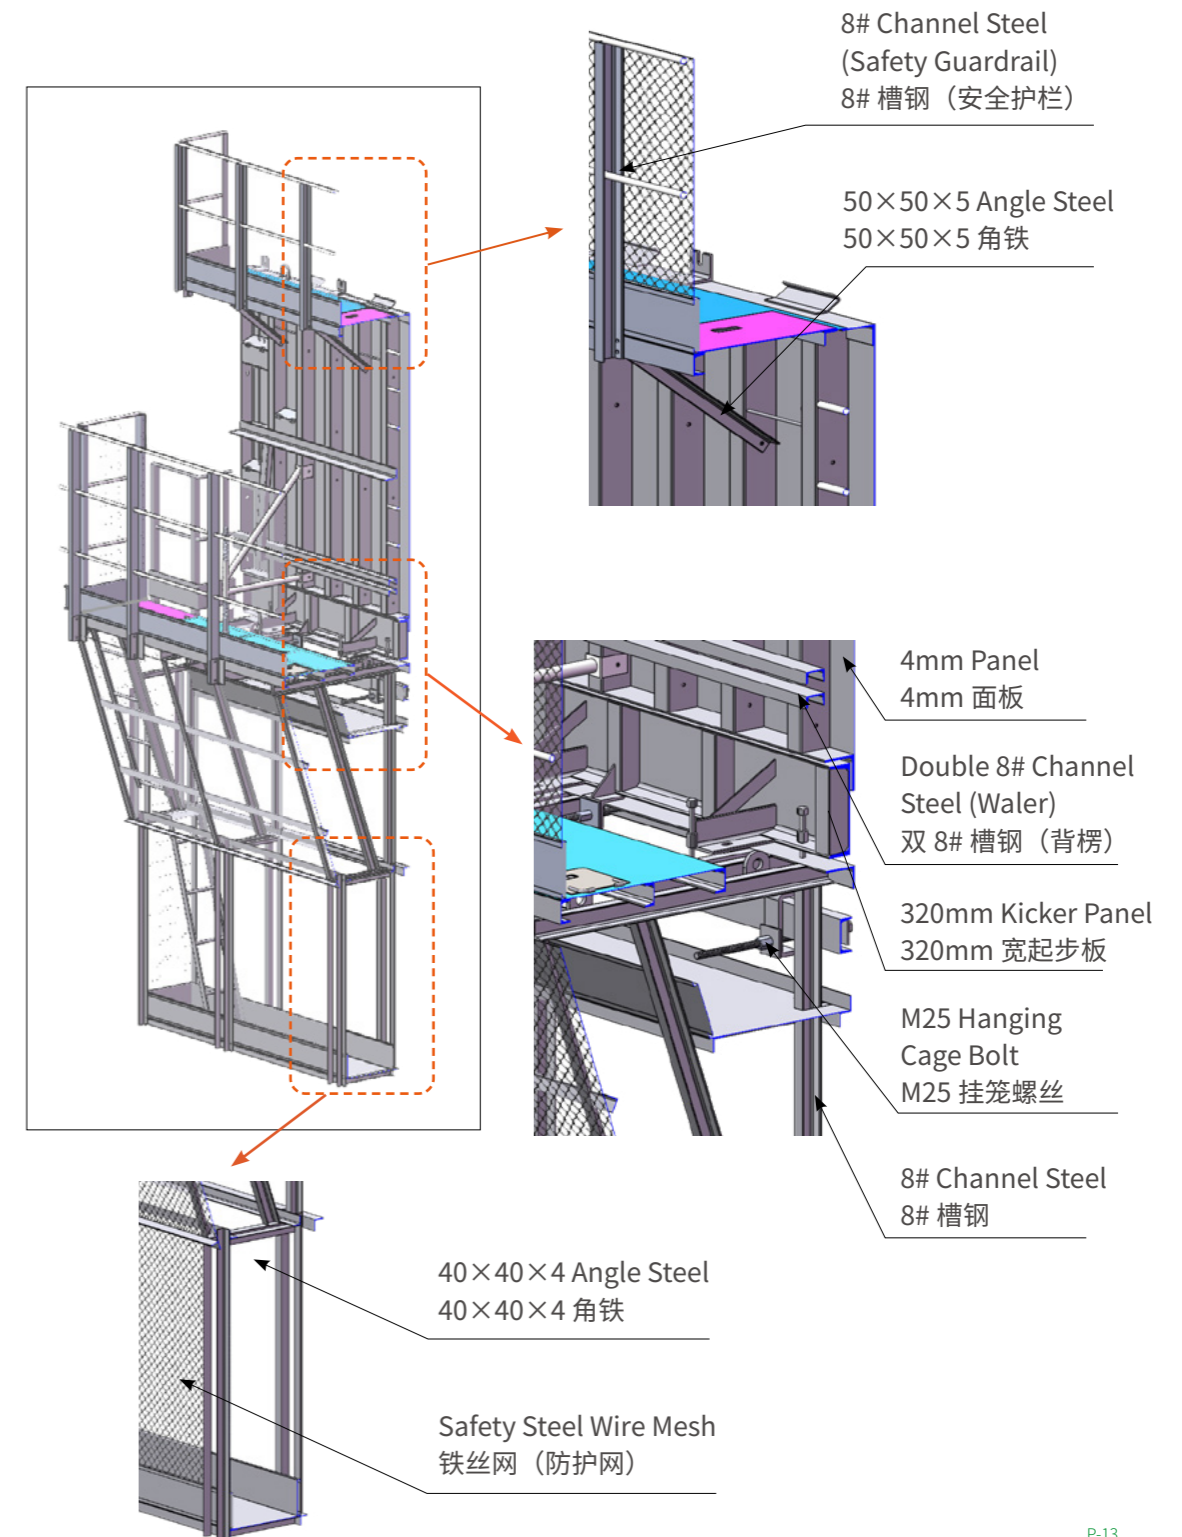 8# Channel Steel
(Safety Guardrail)
8# 槽钢（安全护栏）
50×50×5 Angle Steel
50×50×5 角铁
4mm Panel
4mm 面板
Double 8# Channel
Steel (Waler)
双 8# 槽钢（背楞）
320mm Kicker Panel
320mm 宽起步板
M25 Hanging
Cage Bolt
M25 挂笼螺丝
8# Channel Steel
8# 槽钢
40×40×4 Angle Steel
40×40×4 角铁
Safety Steel Wire Mesh
铁丝网（防护网）
P-13